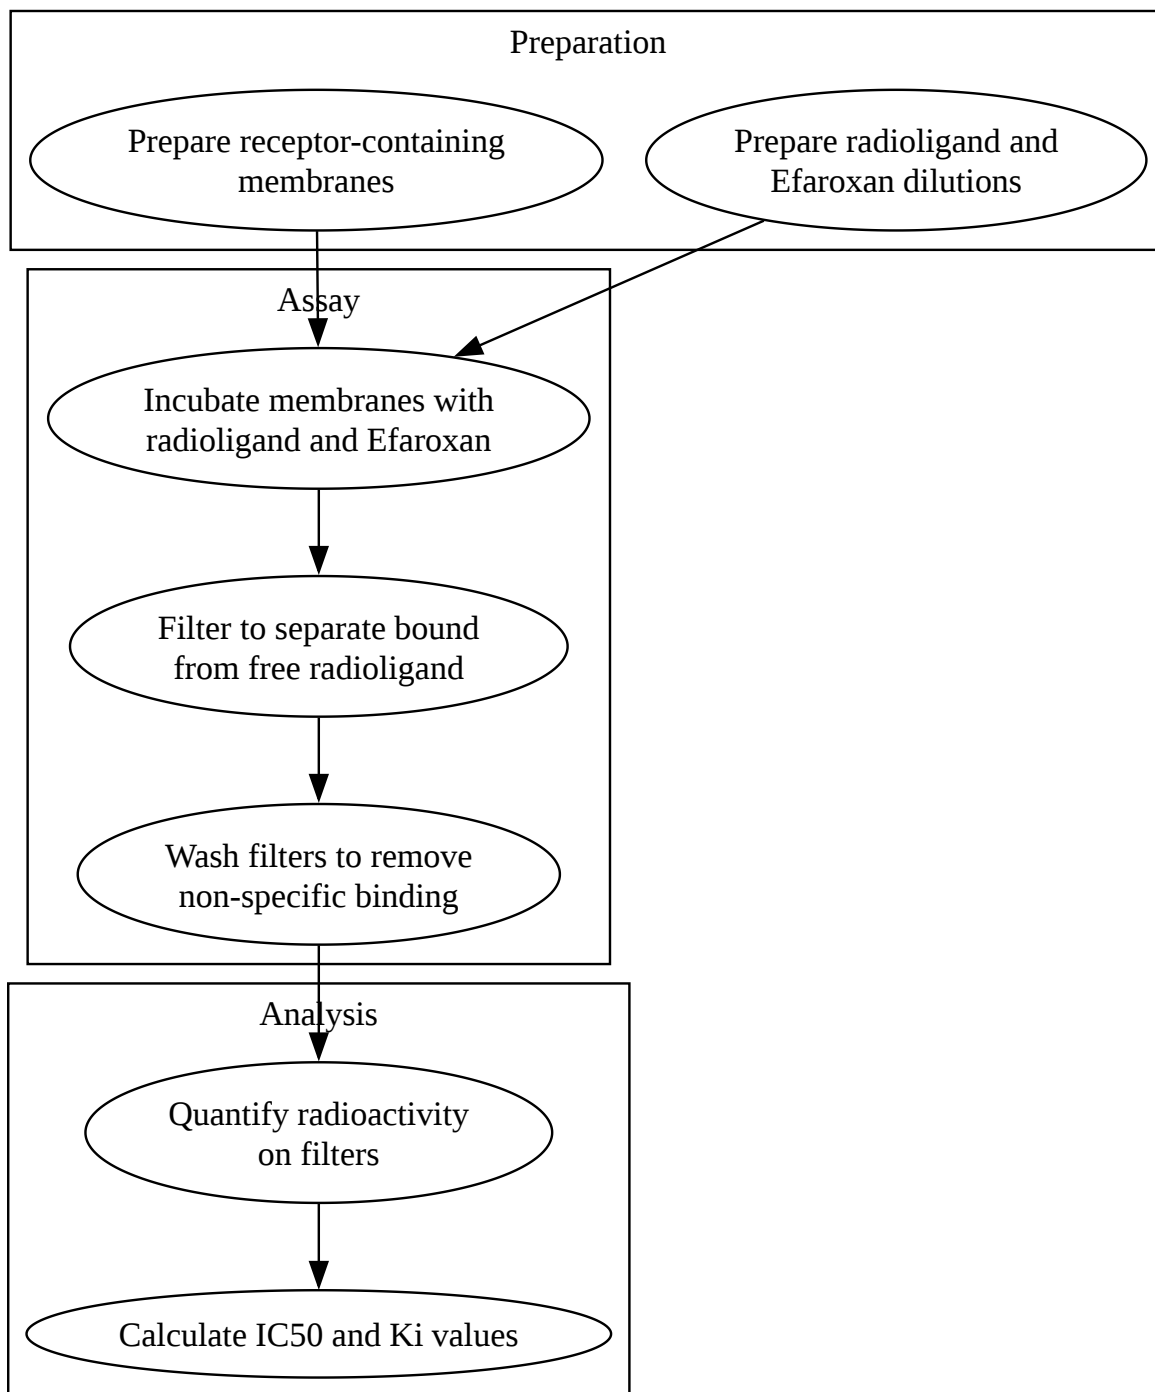 Preparation
Prepare receptor-containing
membranes
Prepare radioligand and
Efaroxan dilutions
Assay
Incubate membranes with
radioligand and Efaroxan
Filter to separate bound
from free radioligand
Wash filters to remove
non-specific binding
Analysis
Quantify radioactivity
on filters
Calculate IC50 and Ki values